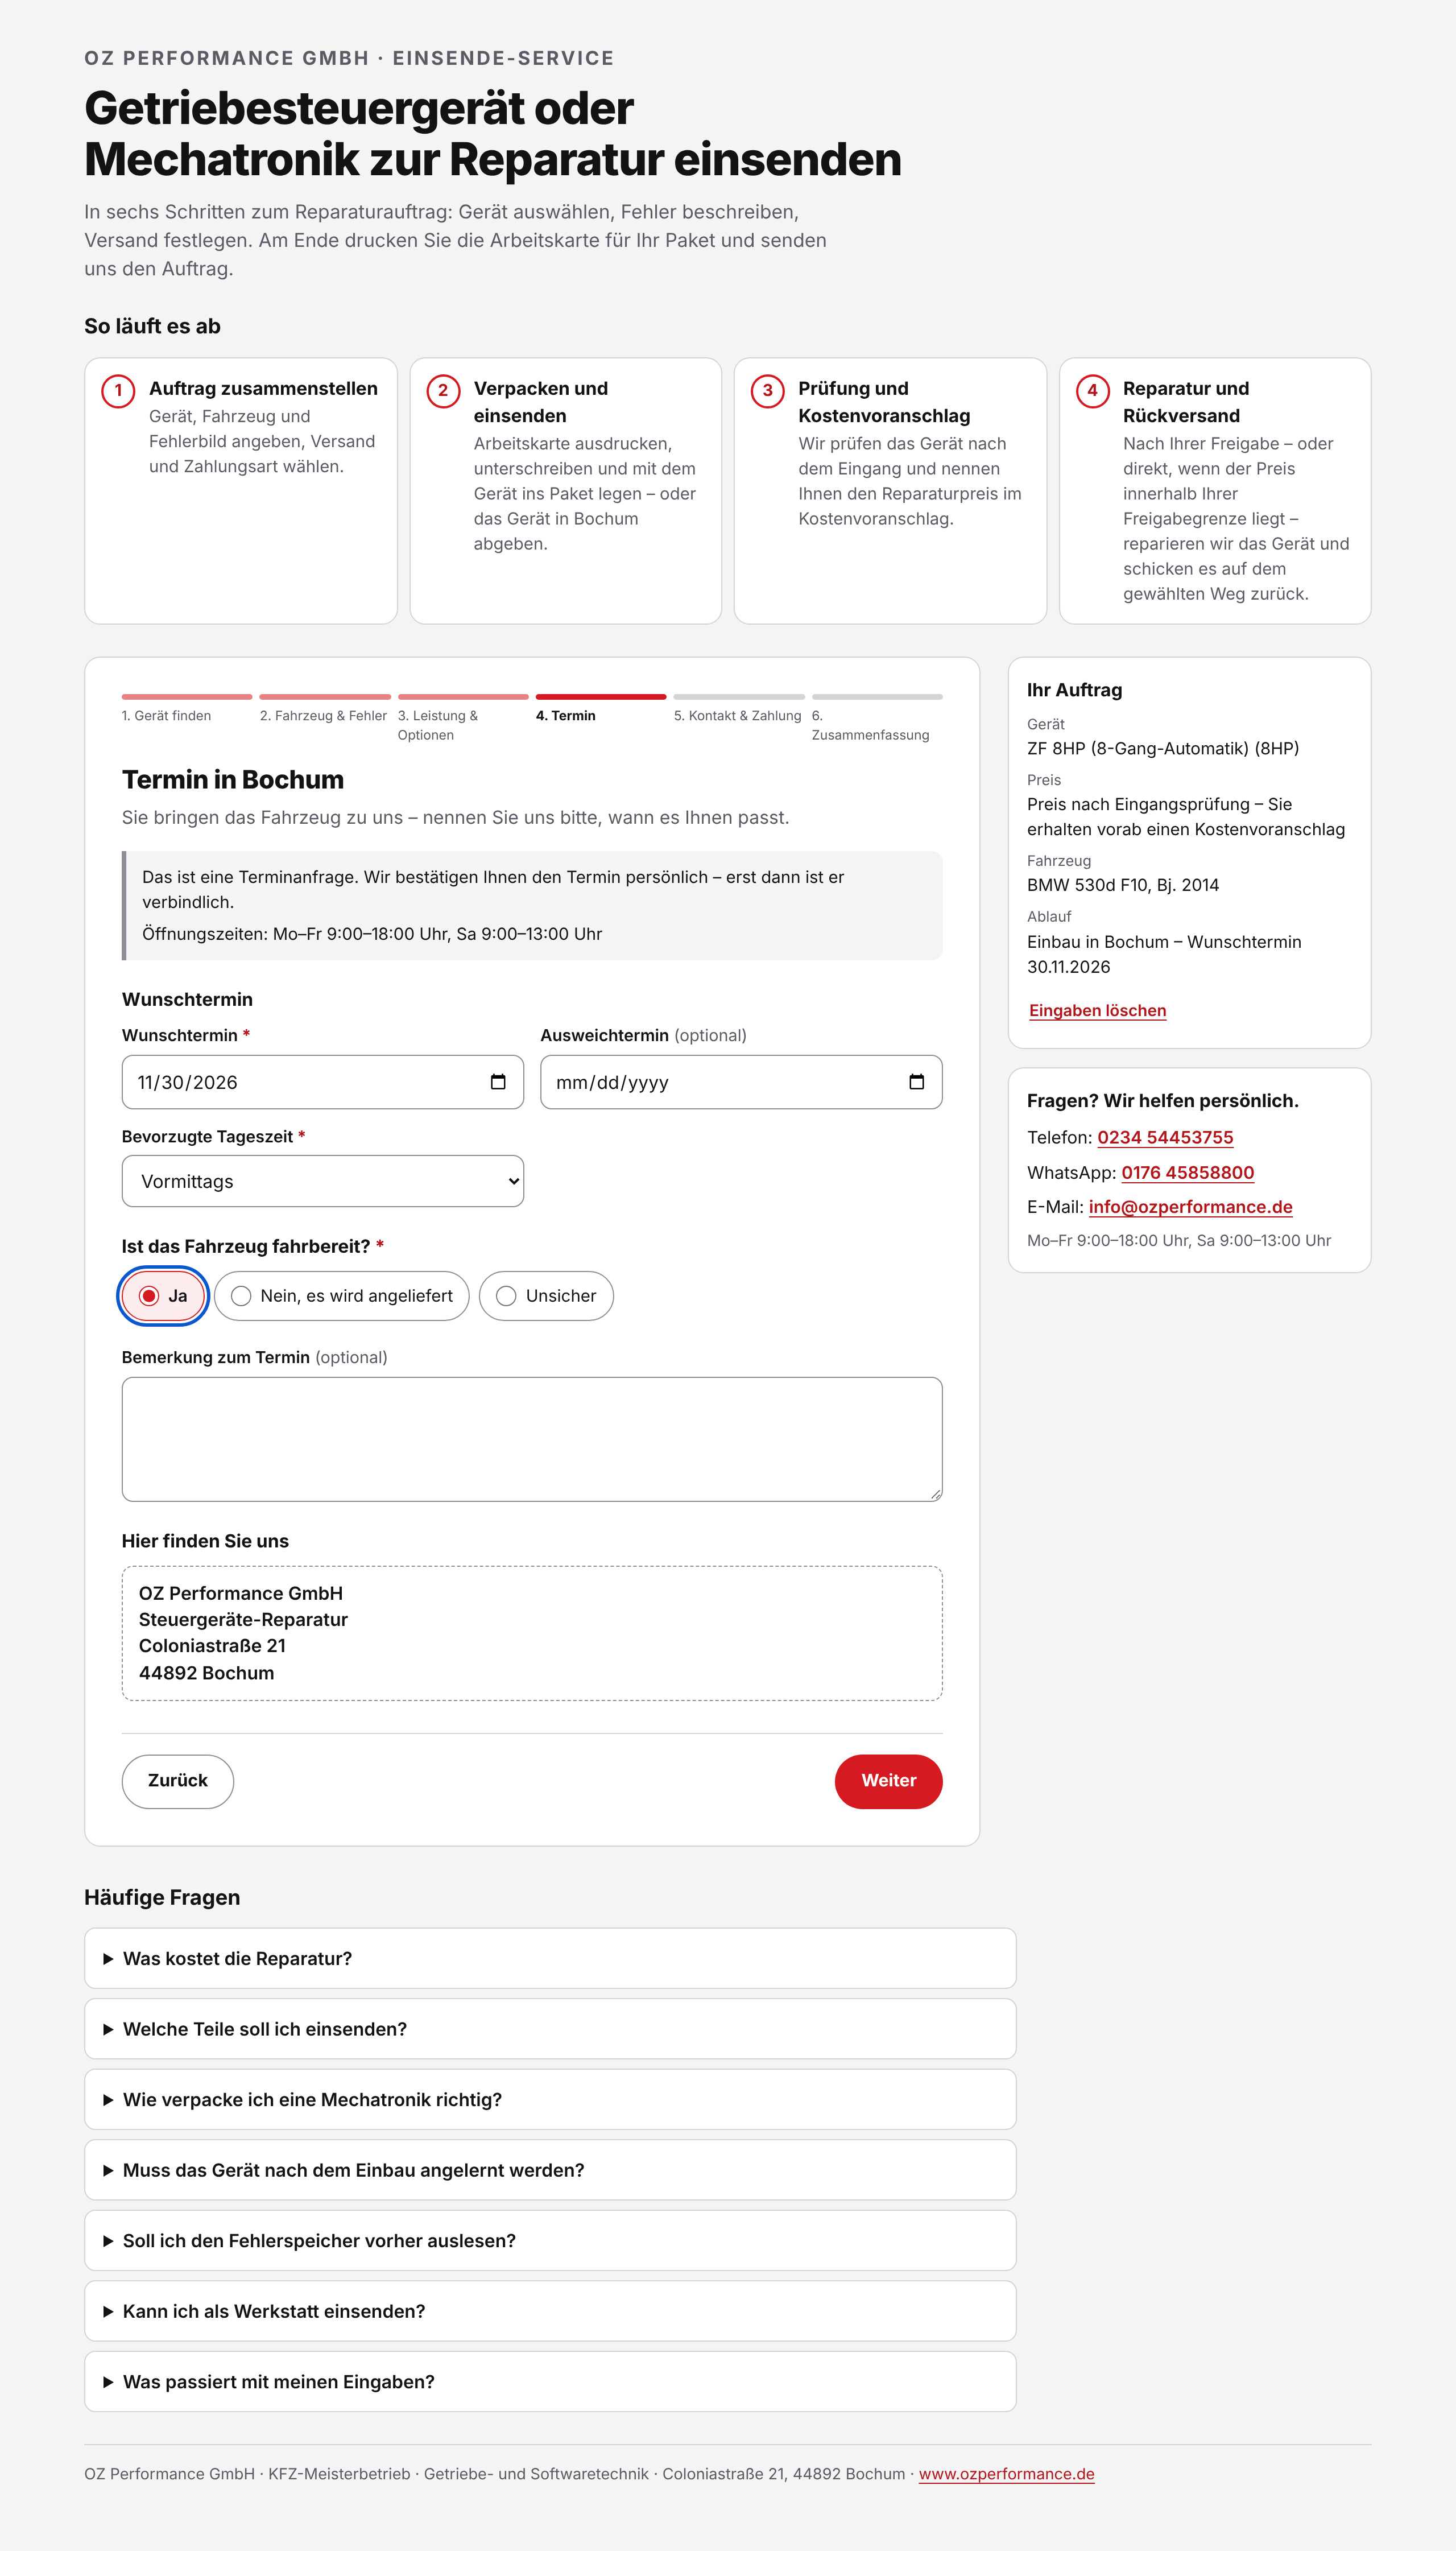 OZ PERFORMANCE GMBH · EINSENDE-SERVICE
Getriebesteuergerät oder
Mechatronik zur Reparatur einsenden
In sechs Schritten zum Reparaturauftrag: Gerät auswählen, Fehler beschreiben,
Versand festlegen. Am Ende drucken Sie die Arbeitskarte für Ihr Paket und senden
uns den Auftrag.
So läuft es ab
1
Auftrag zusammenstellen
Gerät, Fahrzeug und
Fehlerbild angeben, Versand
und Zahlungsart wählen.
2
Verpacken und
einsenden
Arbeitskarte ausdrucken,
unterschreiben und mit dem
Gerät ins Paket legen – oder
das Gerät in Bochum
abgeben.
3
Prüfung und
Kostenvoranschlag
Wir prüfen das Gerät nach
dem Eingang und nennen
Ihnen den Reparaturpreis im
Kostenvoranschlag.
4
Reparatur und
Rückversand
Nach Ihrer Freigabe – oder
direkt, wenn der Preis
innerhalb Ihrer
Freigabegrenze liegt –
reparieren wir das Gerät und
schicken es auf dem
gewählten Weg zurück.
1. Gerät finden
2. Fahrzeug & Fehler
3. Leistung &
Optionen
4. Termin
5. Kontakt & Zahlung
6.
Zusammenfassung
Termin in Bochum
Sie bringen das Fahrzeug zu uns – nennen Sie uns bitte, wann es Ihnen passt.
Das ist eine Terminanfrage. Wir bestätigen Ihnen den Termin persönlich – erst dann ist er
verbindlich.
Öffnungszeiten: Mo–Fr 9:00–18:00 Uhr, Sa 9:00–13:00 Uhr
Wunschtermin
Wunschtermin *
11/30/2026
Ausweichtermin (optional)
mm/dd/yyyy
Bevorzugte Tageszeit *
Vormittags
Ist das Fahrzeug fahrbereit? *
Ja
Nein, es wird angeliefert
Unsicher
Bemerkung zum Termin (optional)
Hier finden Sie uns
OZ Performance GmbH
Steuergeräte-Reparatur
Coloniastraße 21
44892 Bochum
Zurück
Weiter
Ihr Auftrag
Gerät
ZF 8HP (8-Gang-Automatik) (8HP)
Preis
Preis nach Eingangsprüfung – Sie
erhalten vorab einen Kostenvoranschlag
Fahrzeug
BMW 530d F10, Bj. 2014
Ablauf
Einbau in Bochum – Wunschtermin
30.11.2026
Eingaben löschen
Fragen? Wir helfen persönlich.
Telefon: 0234 54453755
WhatsApp: 0176 45858800
E-Mail: info@ozperformance.de
Mo–Fr 9:00–18:00 Uhr, Sa 9:00–13:00 Uhr
Häufige Fragen
Was kostet die Reparatur?
Welche Teile soll ich einsenden?
Wie verpacke ich eine Mechatronik richtig?
Muss das Gerät nach dem Einbau angelernt werden?
Soll ich den Fehlerspeicher vorher auslesen?
Kann ich als Werkstatt einsenden?
Was passiert mit meinen Eingaben?
OZ Performance GmbH · KFZ-Meisterbetrieb · Getriebe- und Softwaretechnik · Coloniastraße 21, 44892 Bochum · www.ozperformance.de